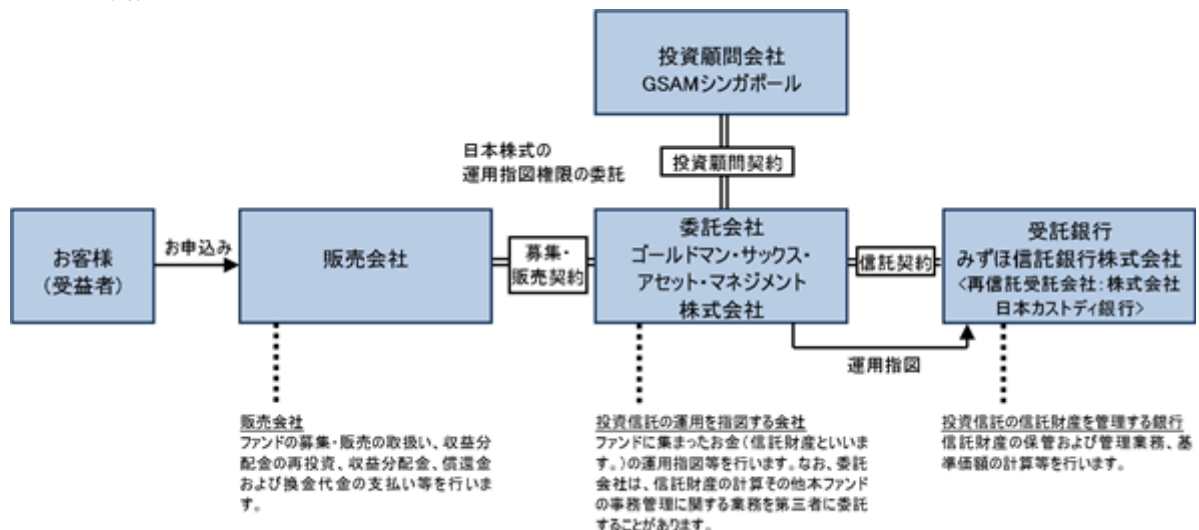 投資顧問会社
GSAMシンガポール
日本株式の
運用指図権限の委託
投資顧問契約
お客様
(受益者)
お申込み
販売会社
募集・
販売契約
委託会社
ゴールドマン・サックス・
アセット・マネジメント
株式会社
信託契約
受託銀行
みずほ信託銀行株式会社
<再信託受託会社:株式会社
日本カストディ銀行>
運用指図
販売会社
ファンドの募集・販売の取扱い、収益分
配金の再投資、収益分配金、償還金
および換金代金の支払い等を行いま
す。
投資信託の運用を指図する会社
ファンドに集まったお金(信託財産といいま
す。)の運用指図等を行います。なお、委託
会社は、信託財産の計算その他本ファンド
の事務管理に関する業務を第三者に委託
することがあります。
投資信託の信託財産を管理する銀行
信託財産の保管および管理業務、基
準価額の計算等を行います。